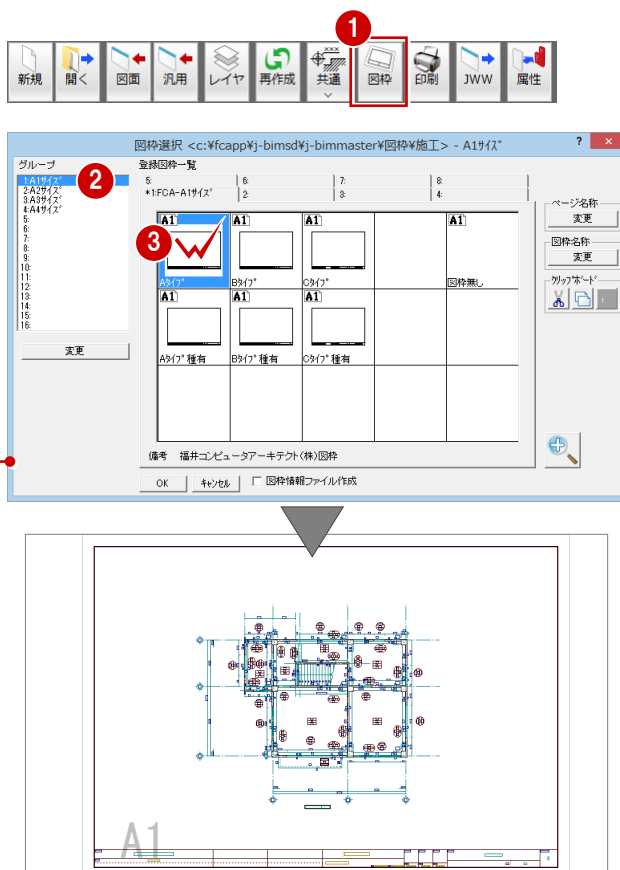 1
新規 開く 図面 汎用 レイヤ 再作成 共通 図枠 印刷 JWW 属性
図枠選択 <c:¥fcapp¥j-bimsd¥j-bimmaster¥図枠¥施工> - A1ｻｲｽﾞ ? ×
グループ
1:A1ｻｲｽﾞ
2:A2ｻｲｽﾞ
3:A3ｻｲｽﾞ
4:A4ｻｲｽﾞ
5:
6:
7:
8:
9:
10:
11:
12:
13:
14:
15:
16:
変更
2
登録図枠一覧
5: 6: 7: 8:
*1:FCA-A1ｻｲｽﾞ 2: 3: 4:
3
A1 A1 A1 A1
Aﾀｲﾌﾟ Bﾀｲﾌﾟ Cﾀｲﾌﾟ 図枠無し
A1 A1 A1
Aﾀｲﾌﾟ種有 Bﾀｲﾌﾟ種有 Cﾀｲﾌﾟ種有
備考 福井コンピュータアーキテクト(株)図枠
OK ｷｬﾝｾﾙ 図枠情報ファイル作成
ページ名称
変更
図枠名称
変更
ｸﾘｯﾌﾟﾎﾞｰﾄﾞ
A1